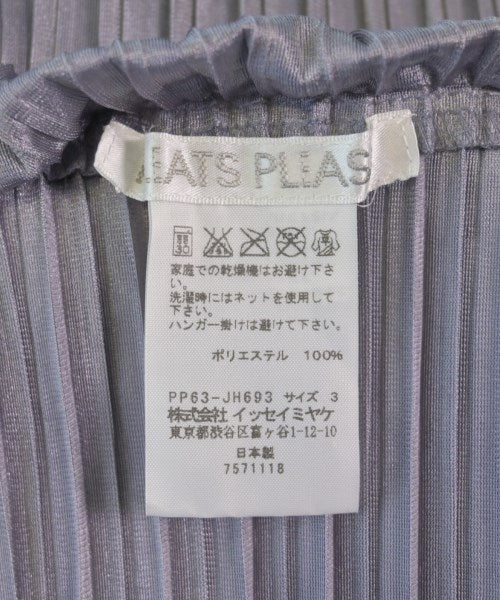 EATS PLEAS
30
家庭での乾燥機はお避け下さ
い。
洗濯時にはネットを使用して
下さい。
ハンガー掛けは避けて下さい。
ポリエステル 100%
PP63-JH693 サイズ 3
株式会社 イッセイミヤケ
東京都渋谷区富ヶ谷1-12-10
日本製
7571118